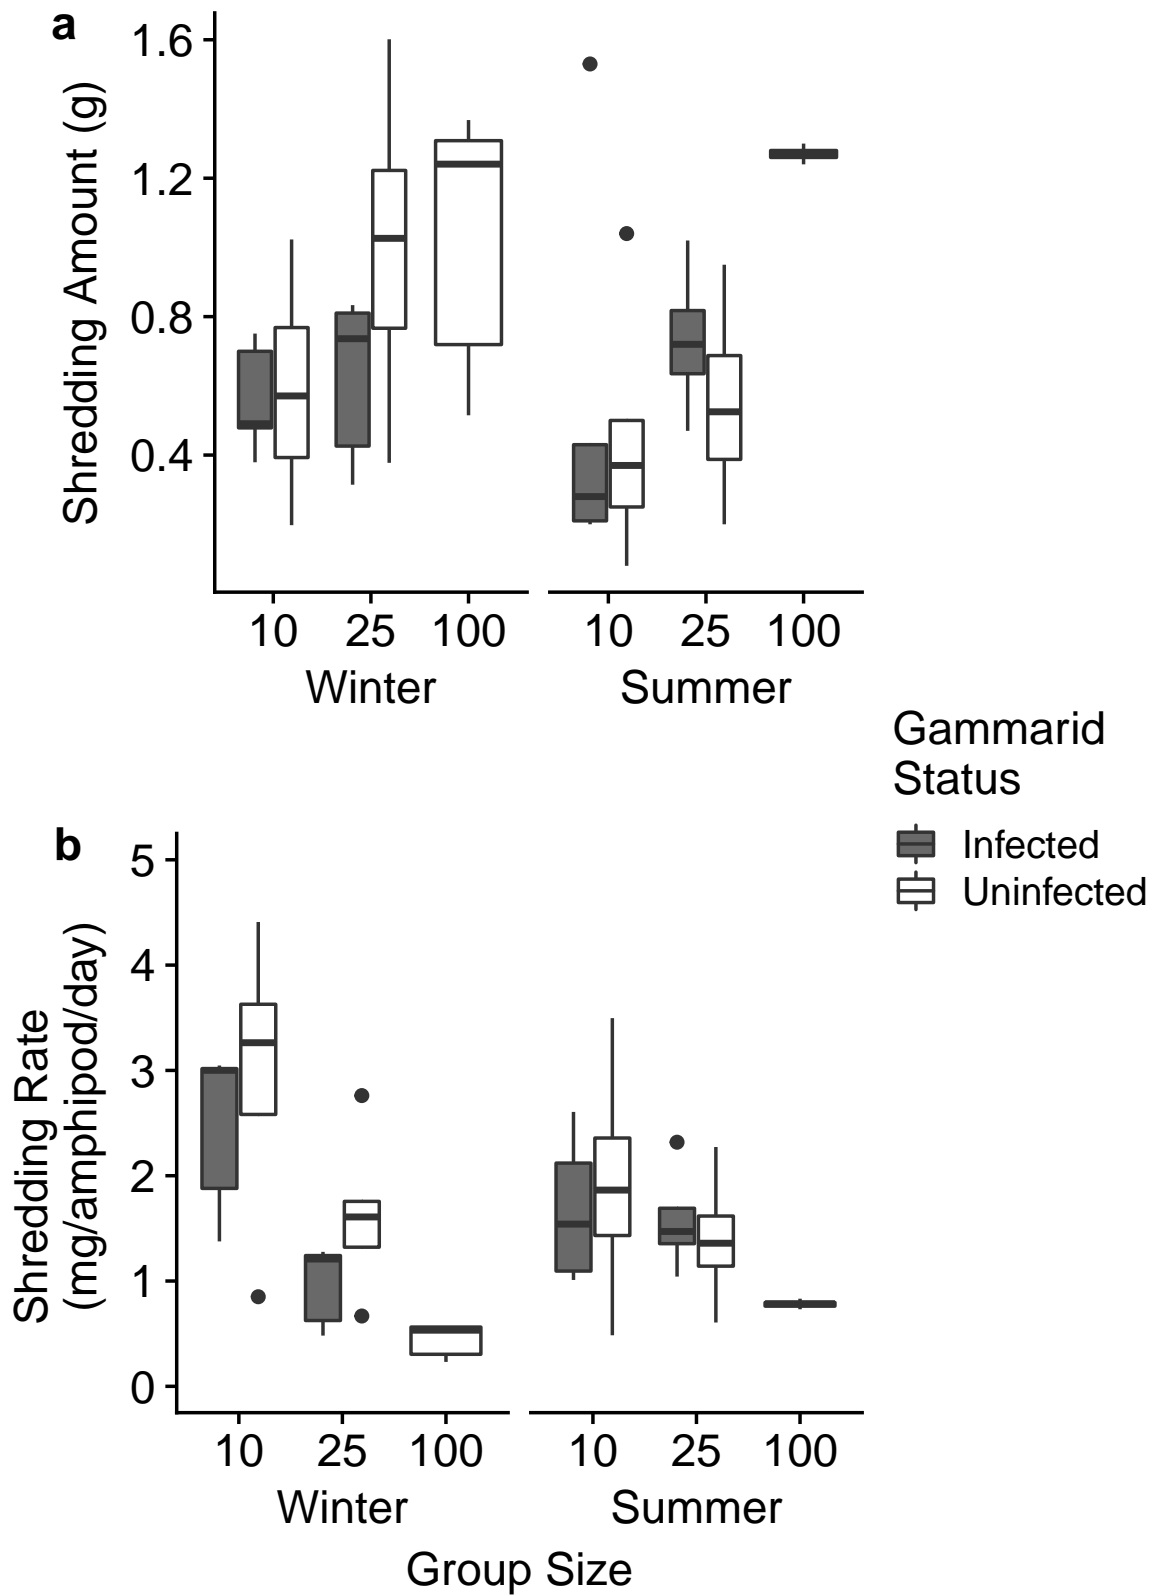 a
Shredding Amount (g)
1.6
1.2
0.8
0.4
10 25 100 10 25 100
Winter Summer
Gammarid
Status
Infected
Uninfected
b
Shredding Rate
(mg/amphipod/day)
5
4
3
2
1
0
10 25 100 10 25 100
Winter Summer
Group Size